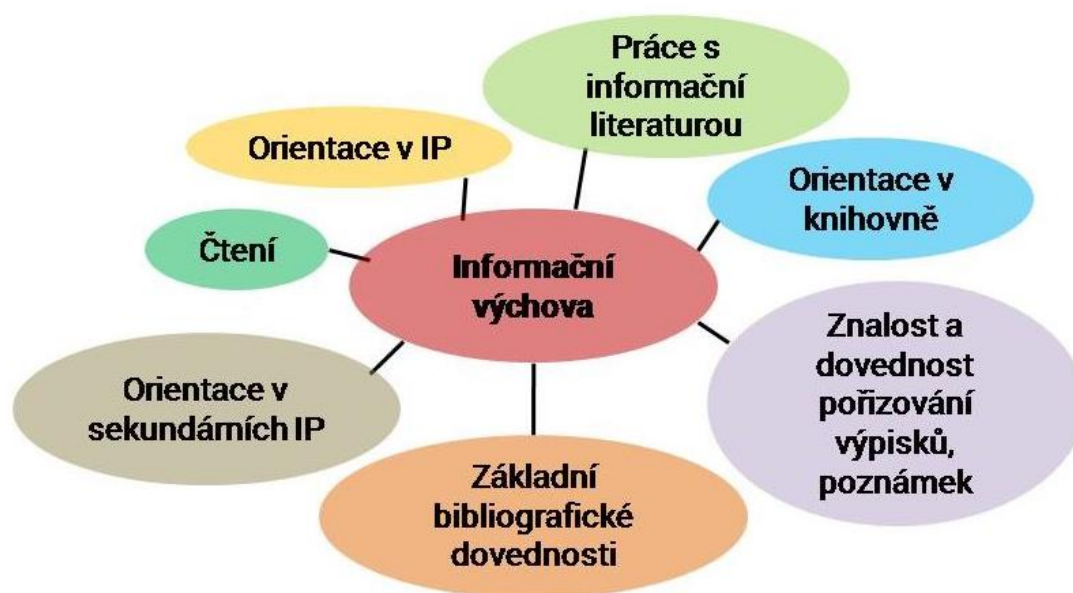 Práce s
informační
literaturou
Orientace v IP
Orientace v
knihovně
Čtení
Informační
výchova
Znalost a
dovednost
pořizování
výpisků,
poznámek
Orientace v
sekundárních IP
Základní
bibliografické
dovednosti